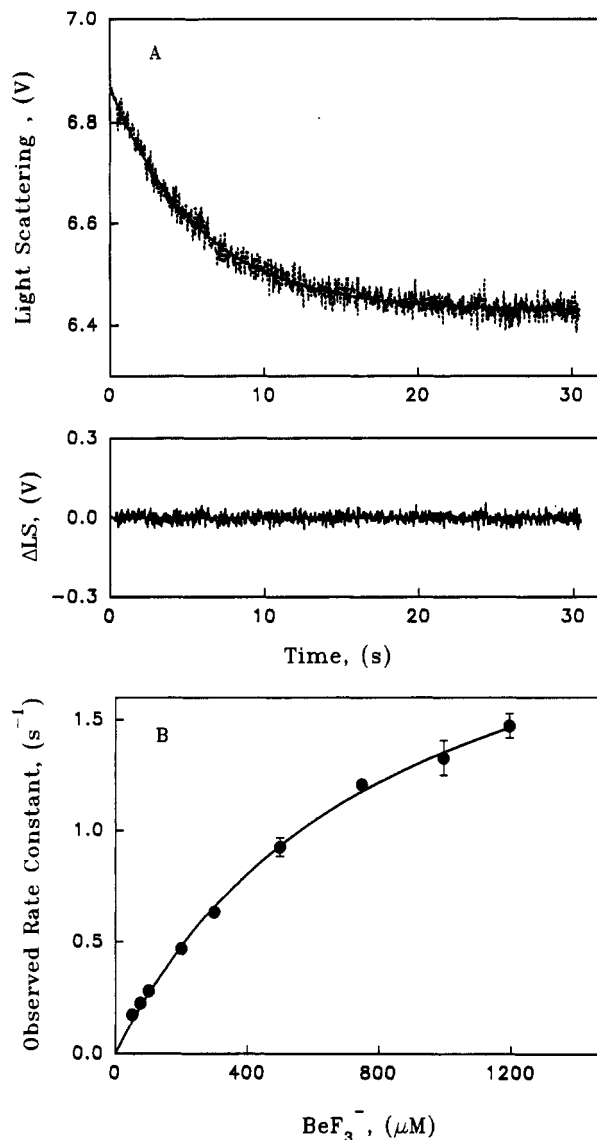 7.0
A
6.8
6.6
6.4
Light Scattering , (V)
0 10 20 30
0.3
0.0
−0.3
ΔLS, (V)
0 10 20 30
Time, (s)
1.5
B
1.0
0.5
0.0
Observed Rate Constant, (s⁻¹)
0 400 800 1200
BeF₃⁻, (μM)